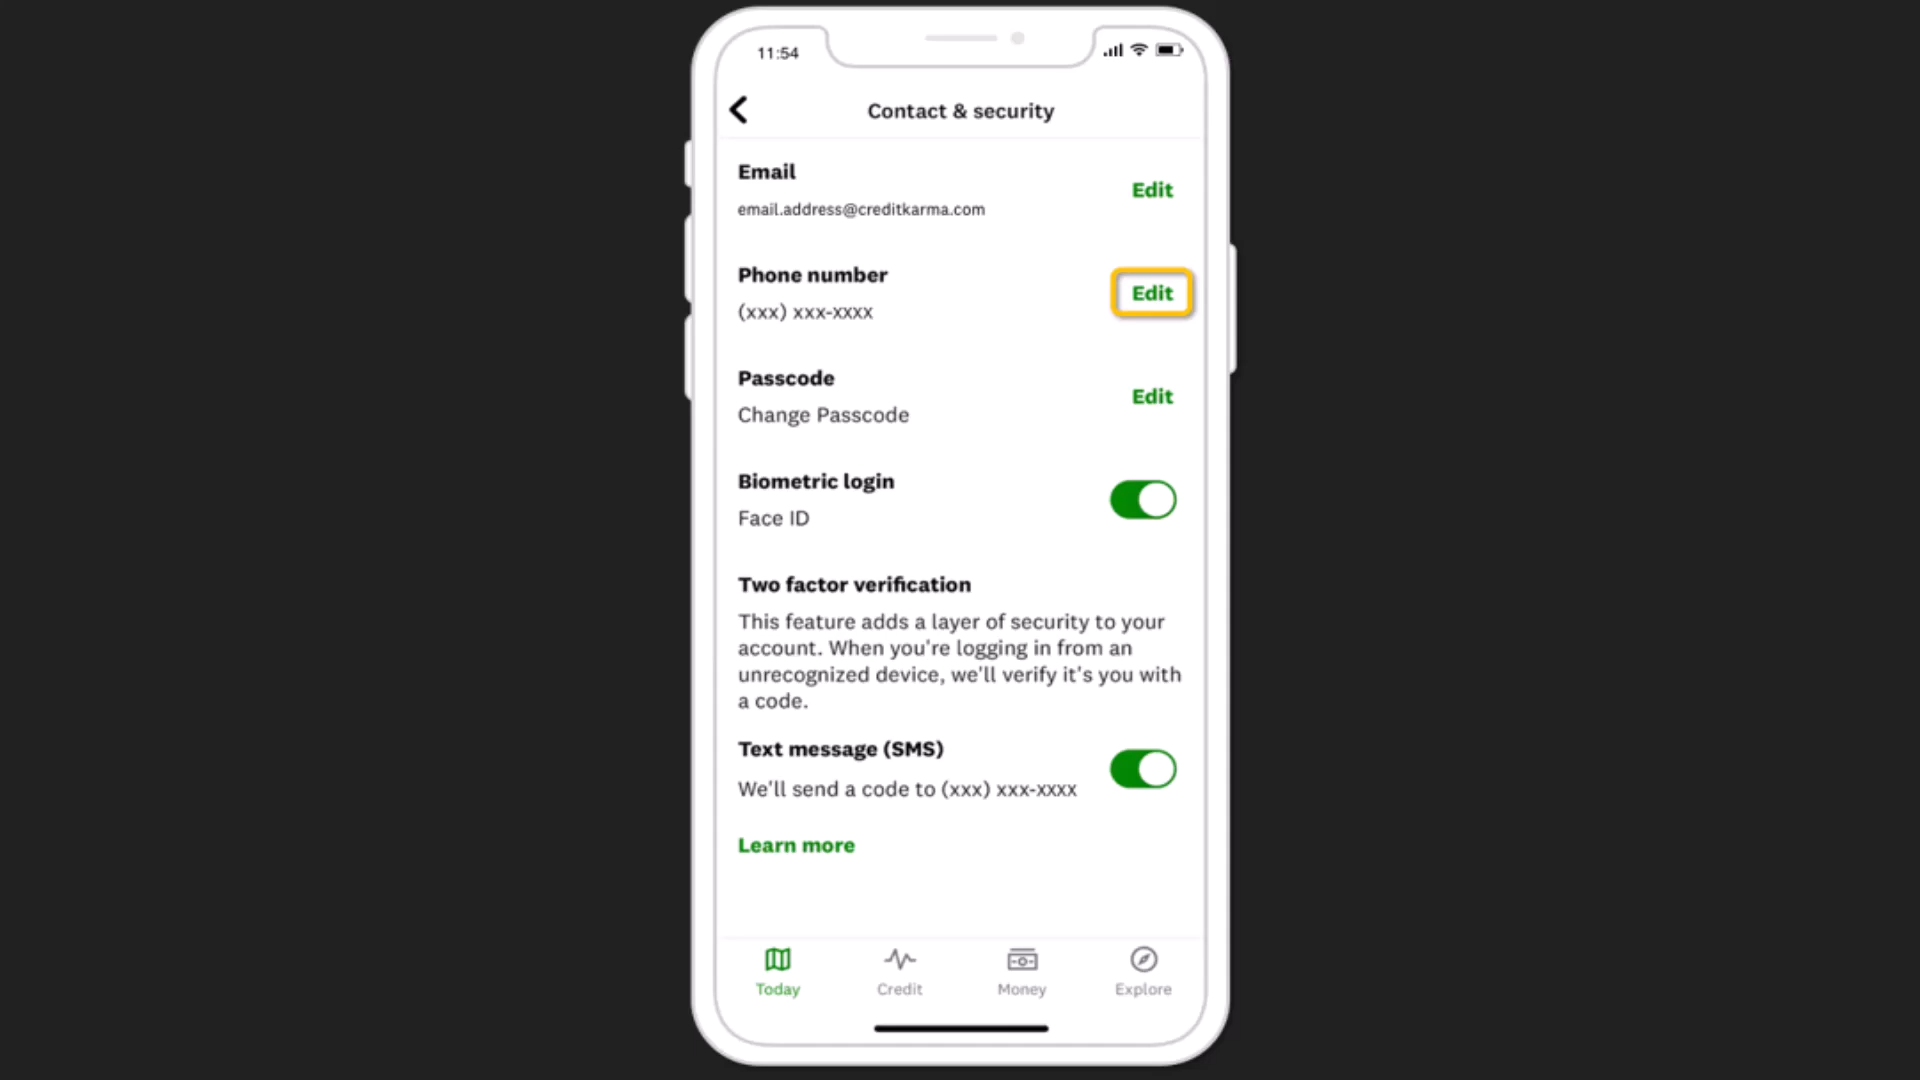 11:54
Contact & security
Email
Edit
email.address@creditkarma.com
Phone number
Edit
(xxx) xxx-xxxx
Passcode
Edit
Change Passcode
Biometric login
Face ID
Two factor verification
This feature adds a layer of security to your
account. When you're logging in from an
unrecognized device, we'll verify it's you with
a code.
Text message (SMS)
We'll send a code to (xxx) xxx-xxxx
Learn more
Today Credit Money Explore